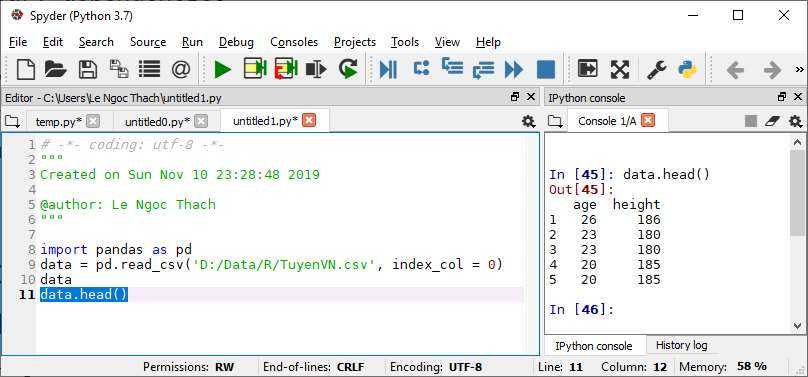 Spyder (Python 3.7)
File Edit Search Source Run Debug Consoles Projects Tools View Help
Editor - C:\Users\Le Ngoc Thach\untitled1.py
temp.py* untitled0.py* untitled1.py*
1 # -*- coding: utf-8 -*-
2 """
3 Created on Sun Nov 10 23:28:48 2019
4
5 @author: Le Ngoc Thach
6 """
7
8 import pandas as pd
9 data = pd.read_csv('D:/Data/R/TuyenVN.csv', index_col = 0)
10 data
11 data.head()
IPython console
Console 1/A
In [45]: data.head()
Out[45]:
age height
1 26 186
2 23 180
3 23 180
4 20 185
5 20 185
In [46]:
IPython console History log
Permissions: RW End-of-lines: CRLF Encoding: UTF-8 Line: 11 Column: 12 Memory: 58 %